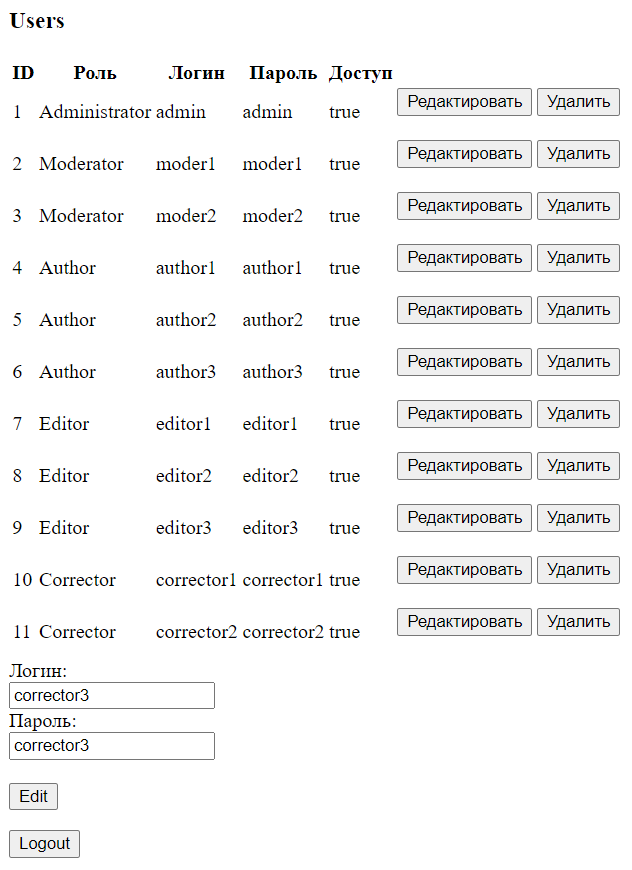 Users
ID Роль Логин Пароль Доступ
1 Administrator admin admin true Редактировать Удалить
2 Moderator moder1 moder1 true Редактировать Удалить
3 Moderator moder2 moder2 true Редактировать Удалить
4 Author author1 author1 true Редактировать Удалить
5 Author author2 author2 true Редактировать Удалить
6 Author author3 author3 true Редактировать Удалить
7 Editor editor1 editor1 true Редактировать Удалить
8 Editor editor2 editor2 true Редактировать Удалить
9 Editor editor3 editor3 true Редактировать Удалить
10 Corrector corrector1 corrector1 true Редактировать Удалить
11 Corrector corrector2 corrector2 true Редактировать Удалить
Логин:
corrector3
Пароль:
corrector3
Edit
Logout